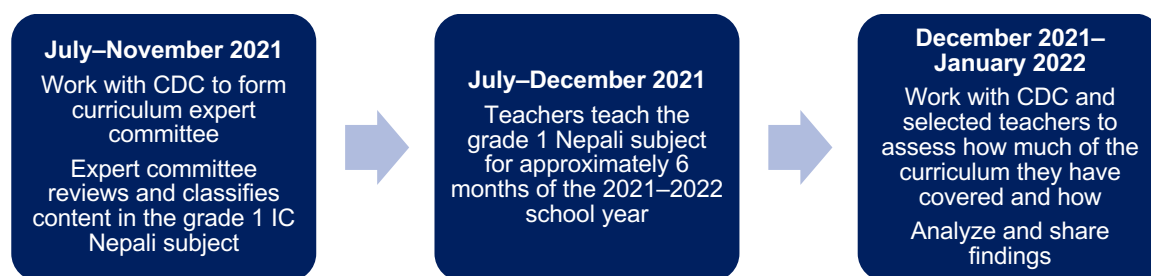 July–November 2021
Work with CDC to form
curriculum expert
committee
Expert committee
reviews and classifies
content in the grade 1 IC
Nepali subject
July–December 2021
Teachers teach the
grade 1 Nepali subject
for approximately 6
months of the 2021–2022
school year
December 2021–
January 2022
Work with CDC and
selected teachers to
assess how much of the
curriculum they have
covered and how
Analyze and share
findings